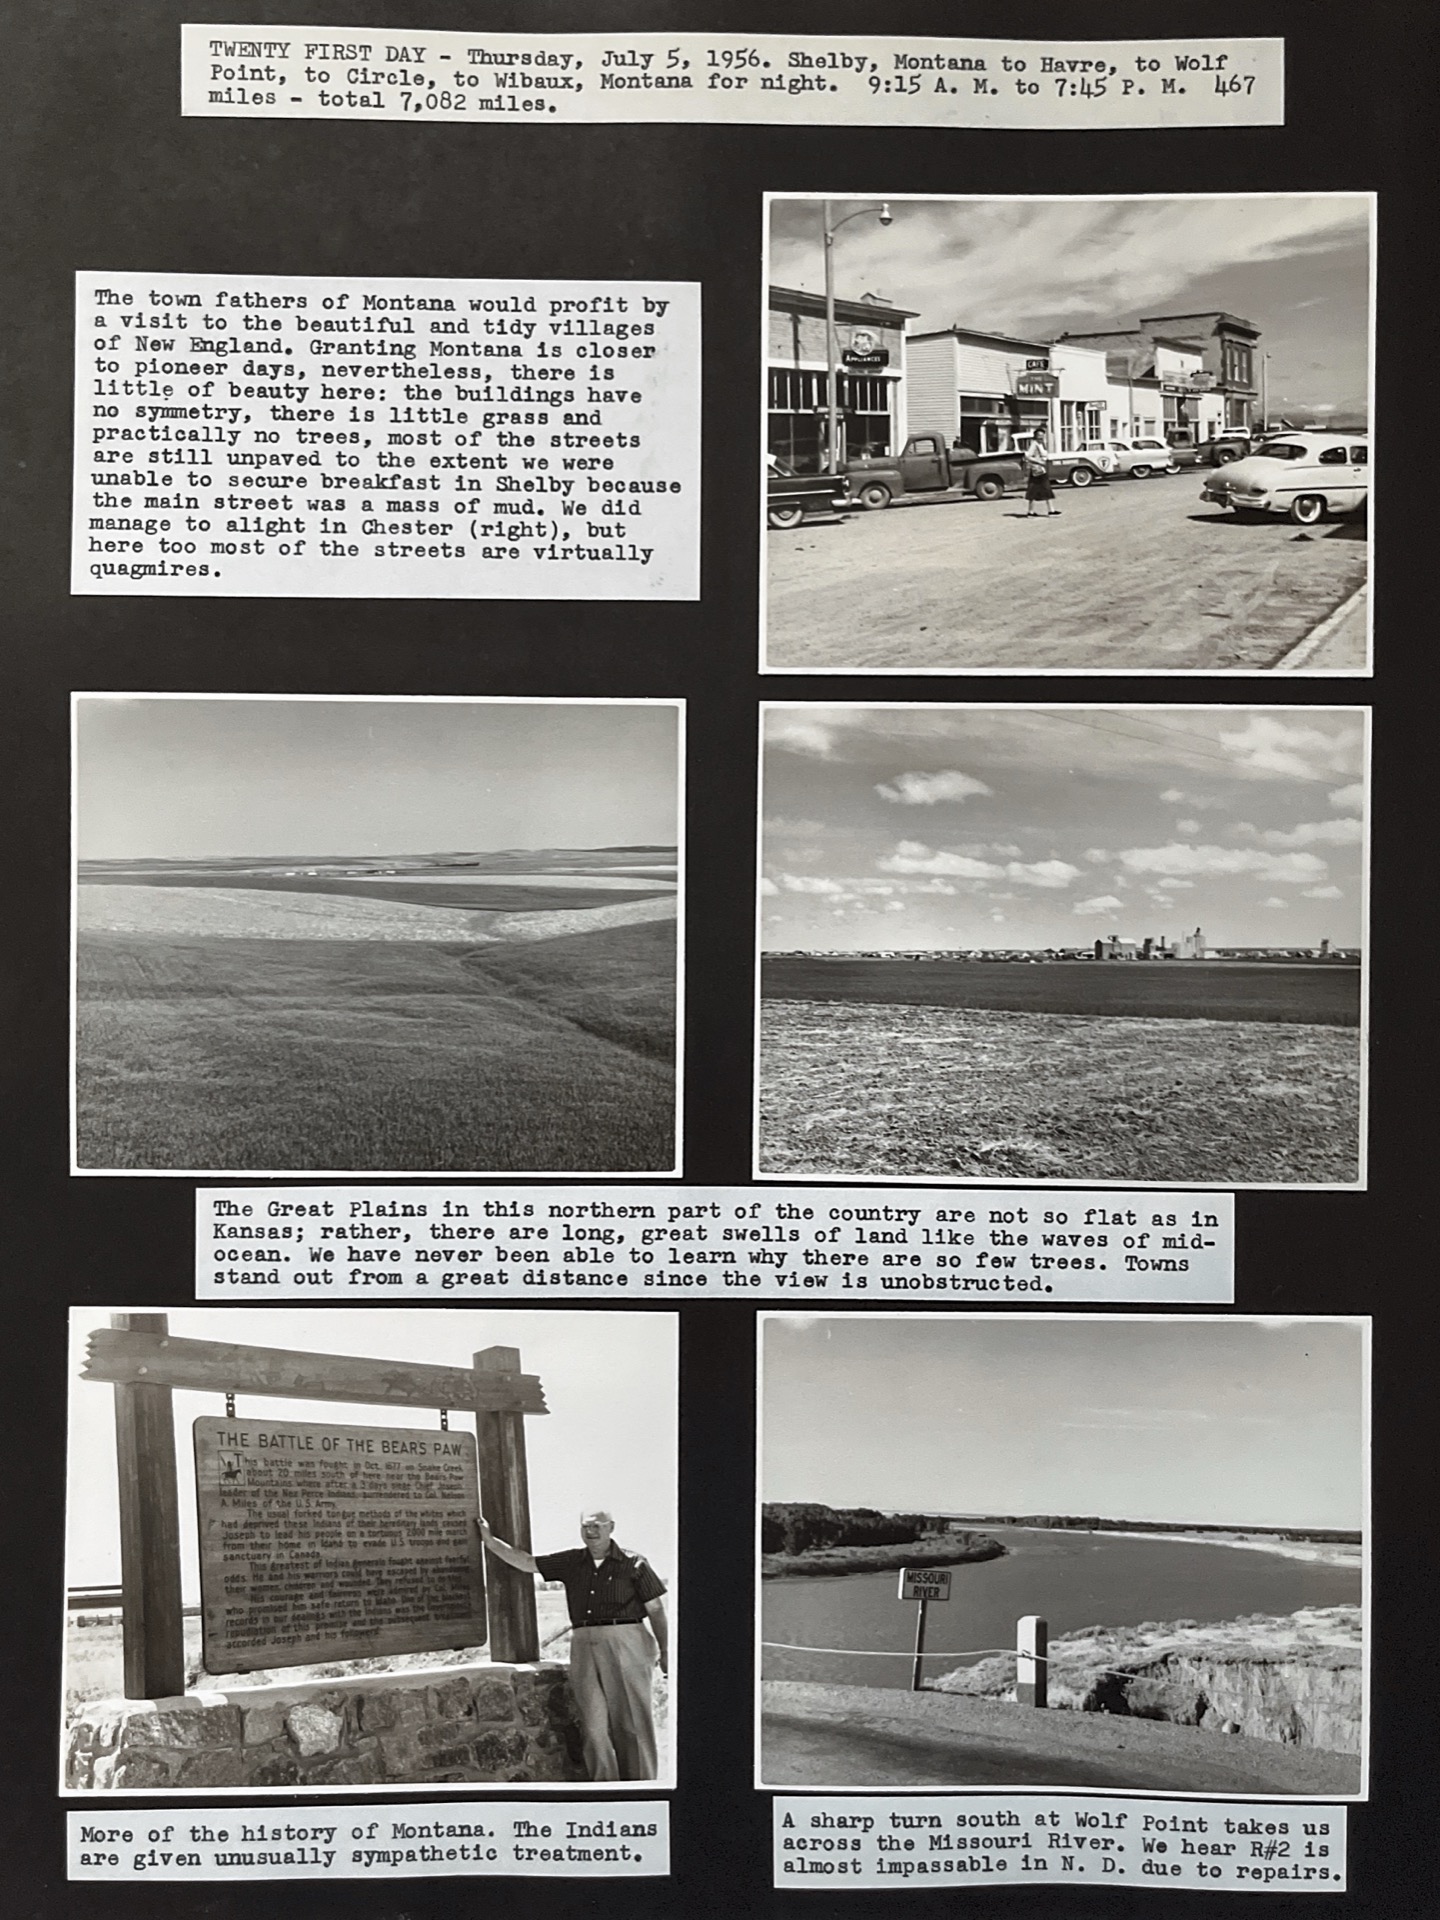 TWENTY FIRST DAY - Thursday, July 5, 1956. Shelby, Montana to Havre, to Wolf
Point, to Circle, to Wibaux, Montana for night. 9:15 A. M. to 7:45 P. M. 467
miles - total 7,082 miles.
The town fathers of Montana would profit by
a visit to the beautiful and tidy villages
of New England. Granting Montana is closer
to pioneer days, nevertheless, there is
little of beauty here: the buildings have
no symmetry, there is little grass and
practically no trees, most of the streets
are still unpaved to the extent we were
unable to secure breakfast in Shelby because
the main street was a mass of mud. We did
manage to alight in Chester (right), but
here too most of the streets are virtually
quagmires.
APPLIANCES
CAFE
MINT
The Great Plains in this northern part of the country are not so flat as in
Kansas; rather, there are long, great swells of land like the waves of mid-
ocean. We have never been able to learn why there are so few trees. Towns
stand out from a great distance since the view is unobstructed.
THE BATTLE OF THE BEAR'S PAW
This battle was fought in Oct. 1877 on Snake Creek
about 20 miles south of here near the Bear's Paw
Mountains where after a 5 days siege Chief Joseph,
leader of the Nez Perce Indians, surrendered to Col. Nelson
A. Miles of the U.S. Army.
The usual forked tongue methods of the whites which
had deprived these Indians of their hereditary lands caused
Joseph to lead his people on a tortuous 2,000 mile march
from their home in Idaho to evade U.S. troops and gain
sanctuary in Canada.
This greatest of Indian Generals fought against fearful
odds. He and his warriors could have escaped by abandoning
their women, children and wounded. They refused to do this.
His courage and fairness were admired by Col. Miles
who promised him safe return to Idaho. One of the blackest
records in our dealings with the Indians was the Government's
repudiation of this promise and the subsequent treatment
accorded Joseph and his followers.
MISSOURI
RIVER
More of the history of Montana. The Indians
are given unusually sympathetic treatment.
A sharp turn south at Wolf Point takes us
across the Missouri River. We hear R#2 is
almost impassable in N. D. due to repairs.